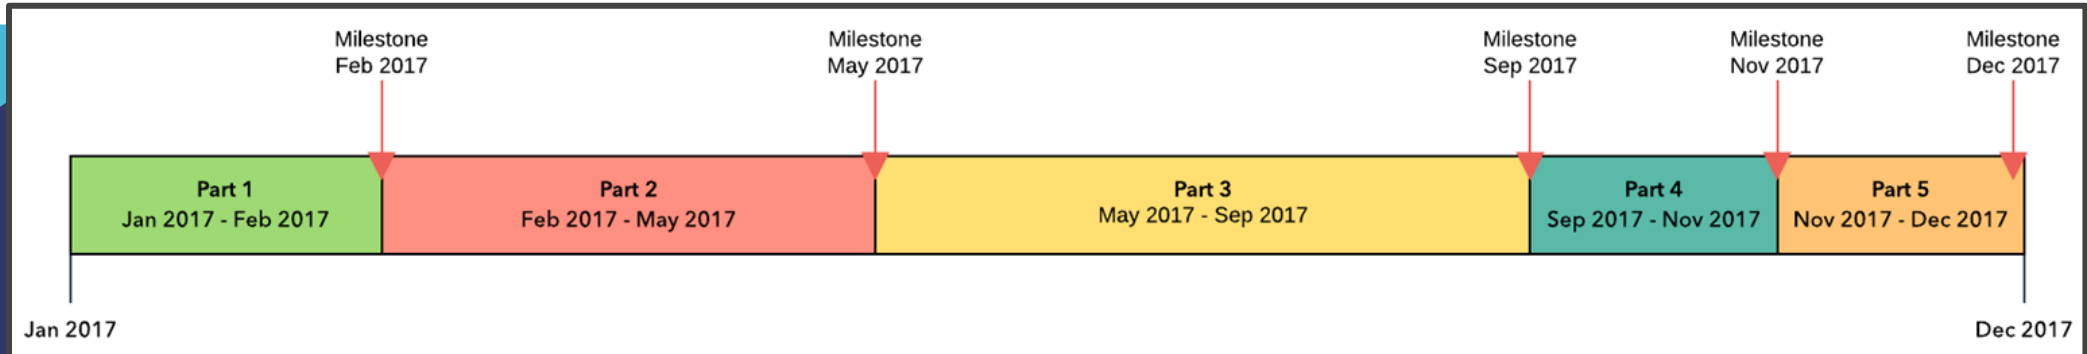 Milestone
Feb 2017
Milestone
May 2017
Milestone
Sep 2017
Milestone
Nov 2017
Milestone
Dec 2017
Part 1
Jan 2017 - Feb 2017
Part 2
Feb 2017 - May 2017
Part 3
May 2017 - Sep 2017
Part 4
Sep 2017 - Nov 2017
Part 5
Nov 2017 - Dec 2017
Jan 2017
Dec 2017